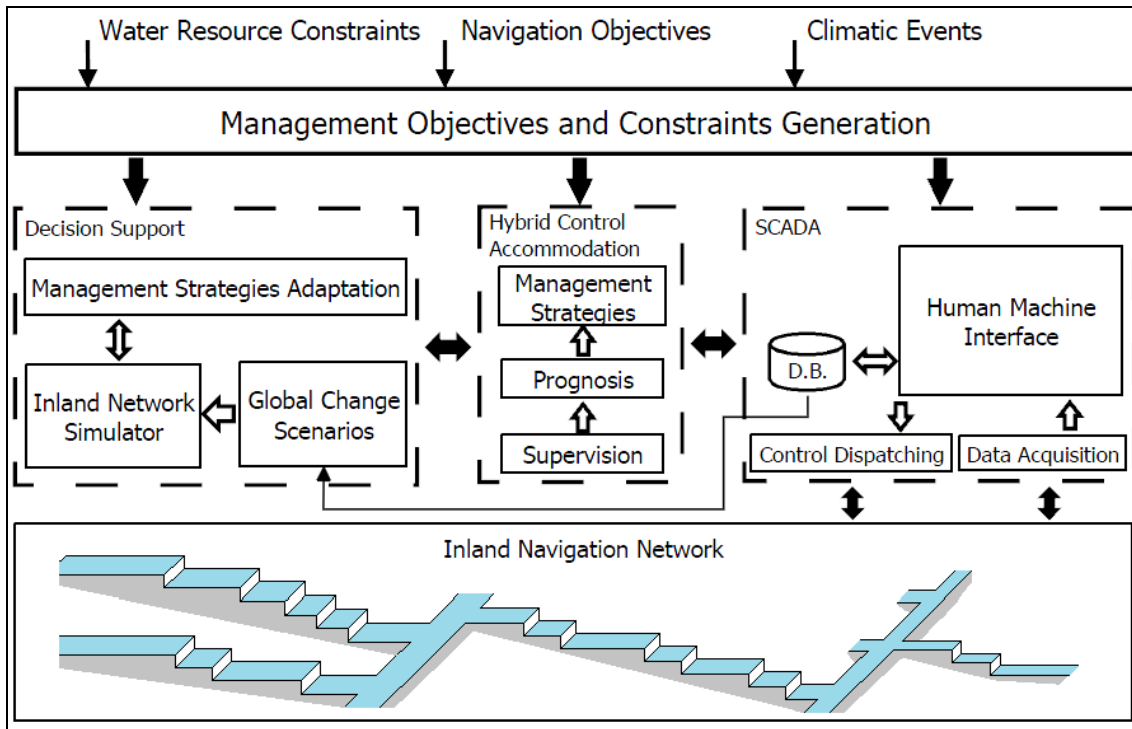 Water Resource Constraints
Navigation Objectives
Climatic Events
Management Objectives and Constraints Generation
Decision Support
Management Strategies Adaptation
Inland Network
Simulator
Global Change
Scenarios
Hybrid Control
Accommodation
Management
Strategies
Prognosis
Supervision
SCADA
Human Machine
Interface
D.B.
Control Dispatching
Data Acquisition
Inland Navigation Network